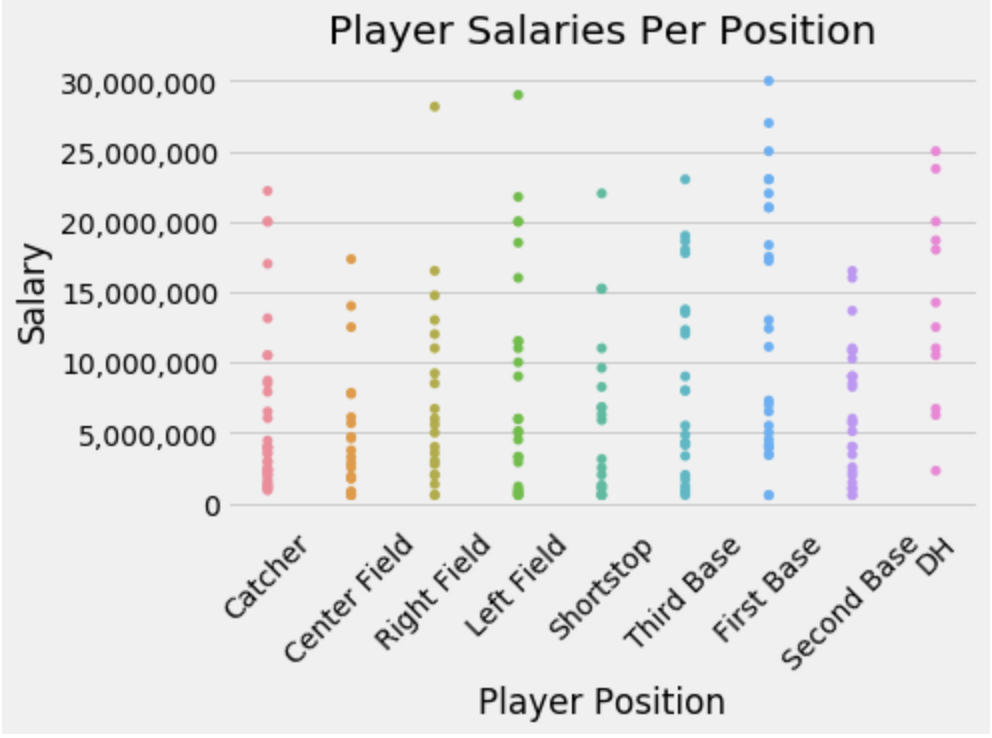 Player Salaries Per Position
30,000,000
25,000,000
20,000,000
15,000,000
10,000,000
5,000,000
0
Salary
Catcher
Center Field
Right Field
Left Field
Shortstop
Third Base
First Base
Second Base
DH
Player Position